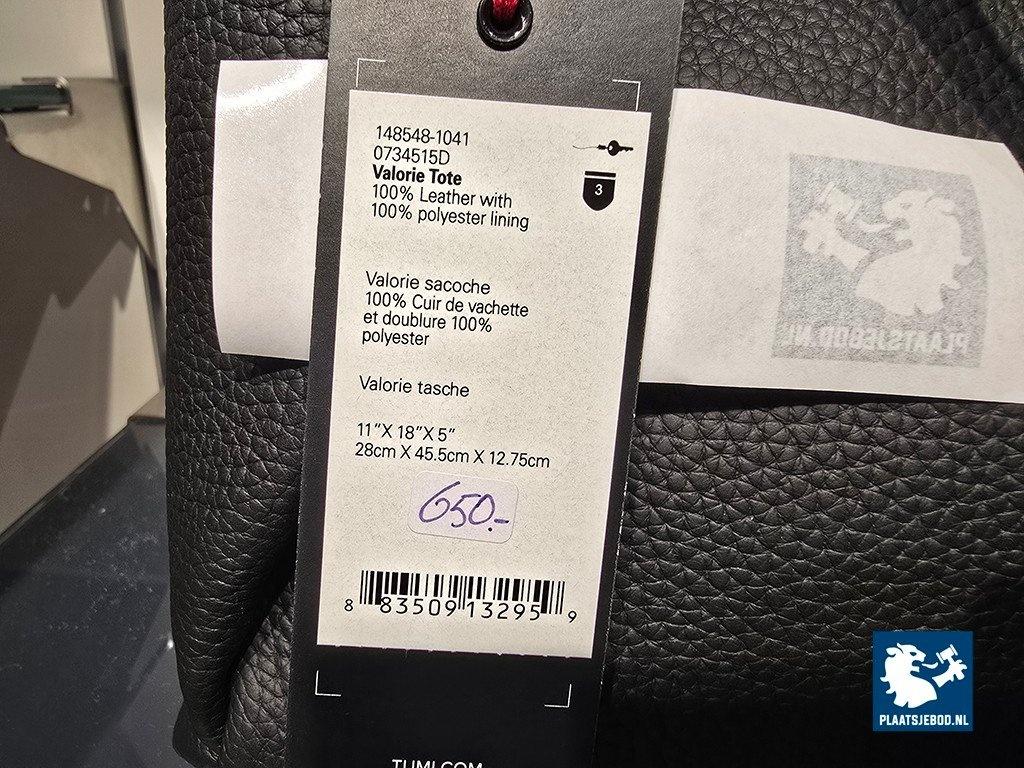 148548-1041
0734515D
Valorie Tote
100% Leather with
100% polyester lining
3
Valorie sacoche
100% Cuir de vachette
et doublure 100%
polyester
Valorie tasche
11"X 18"X 5"
28cm X 45.5cm X 12.75cm
650.-
8 83509 13295 9
TUMI.COM
PLAATSJEBOD.NL
PLAATSJEBOD.NL